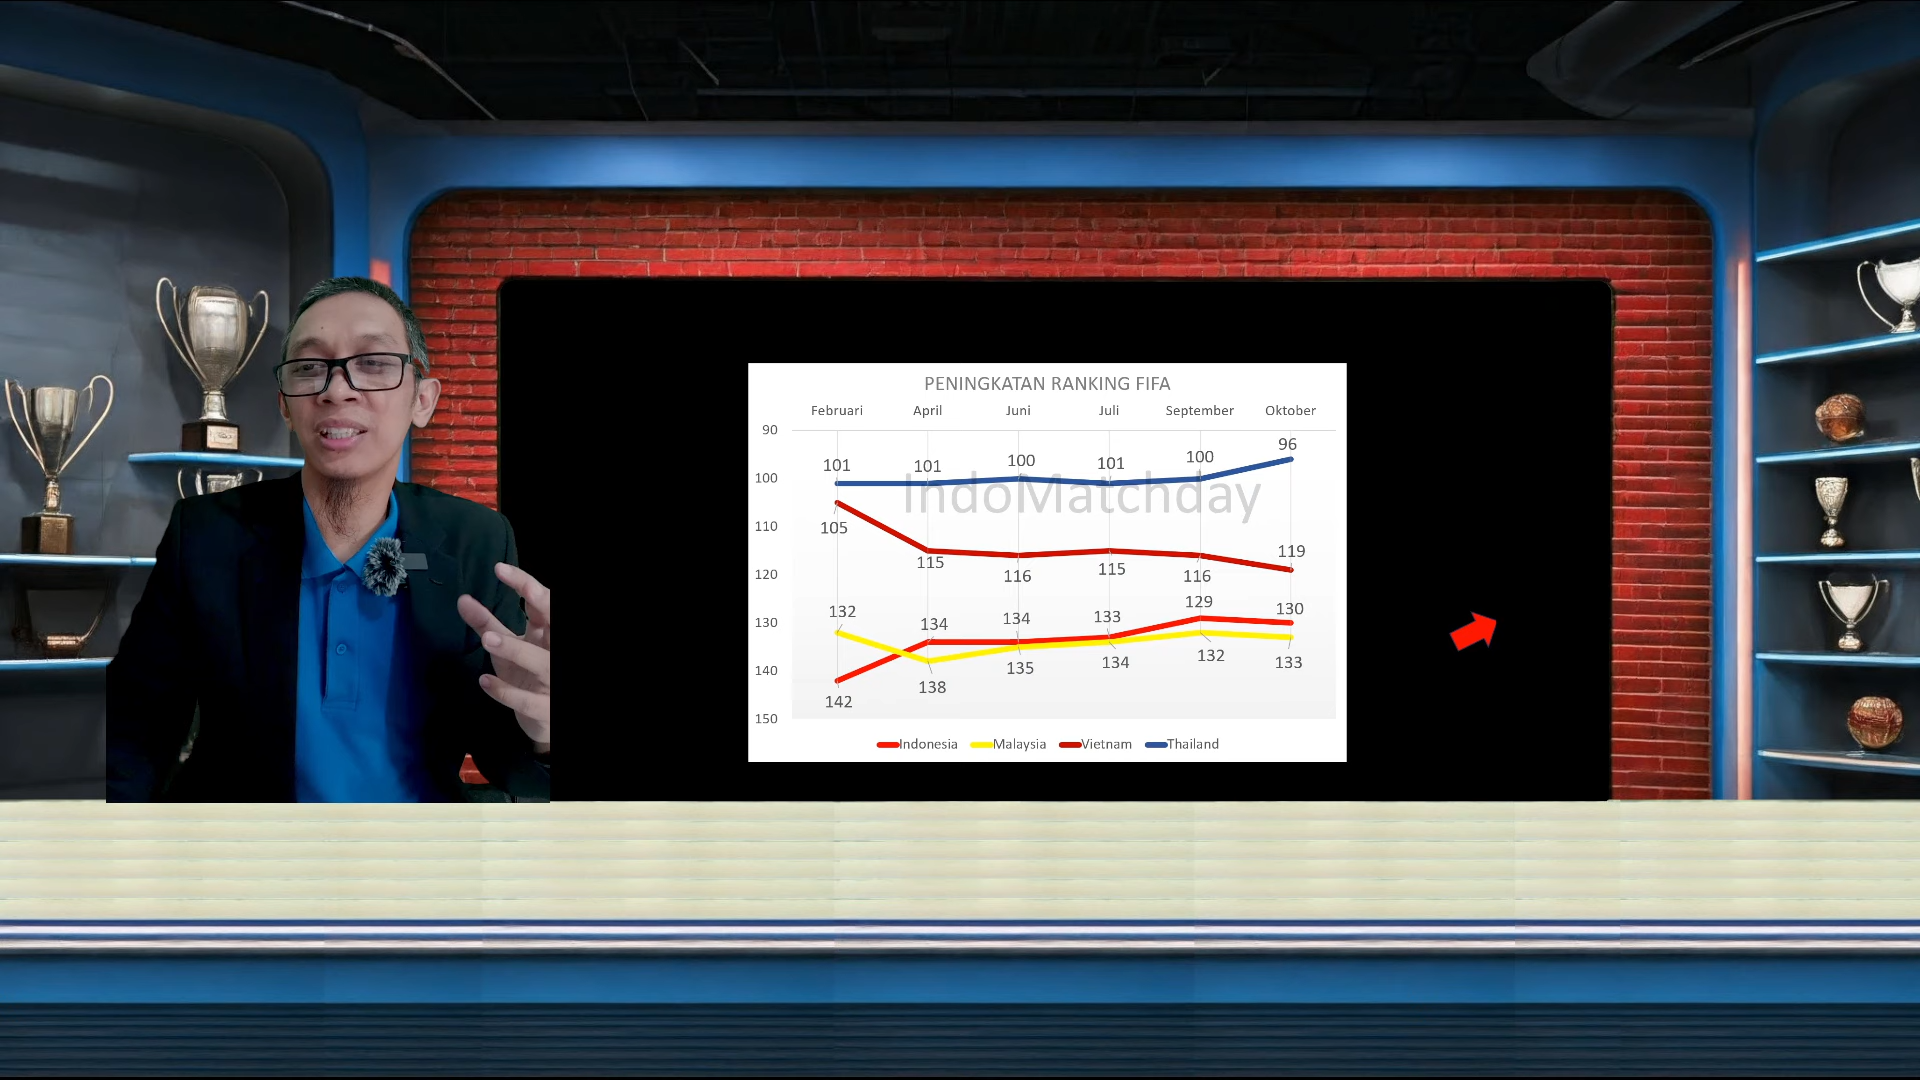 PENINGKATAN RANKING FIFA
Februari April Juni Juli September Oktober
90
96
101 101 100 101 100
100
IndoMatchday
110
105
119
115 116 115 116
120
129
132 134 134 133 130
130
135 134 132 133
140
138
142
150
Indonesia Malaysia Vietnam Thailand